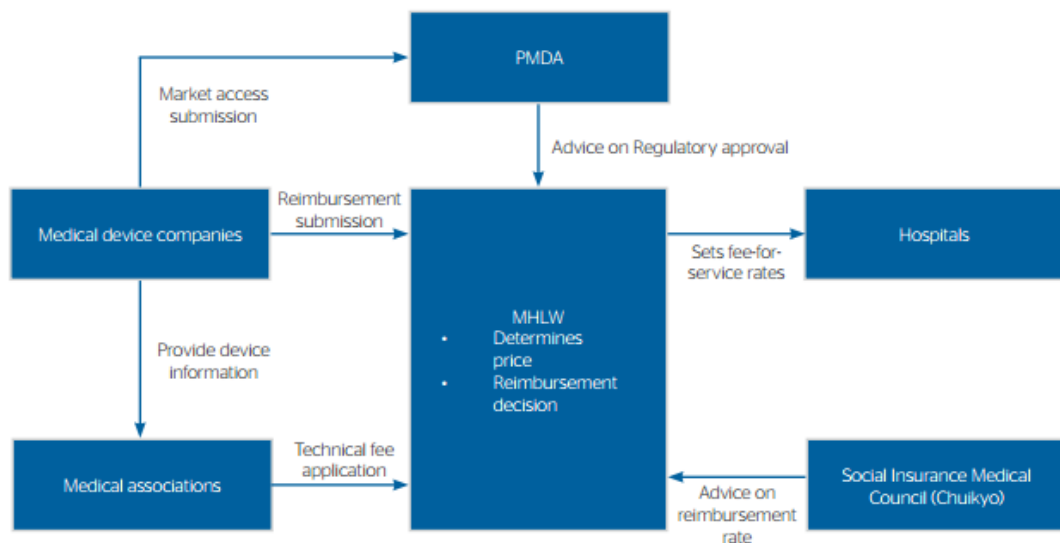 PMDA
Market access
submission
Advice on Regulatory approval
Medical device companies
Reimbursement
submission
Hospitals
Sets fee-for-
service rates
MHLW
• Determines
price
• Reimbursement
decision
Provide device
information
Medical associations
Technical fee
application
Social Insurance Medical
Council (Chuikyo)
Advice on
reimbursement
rate